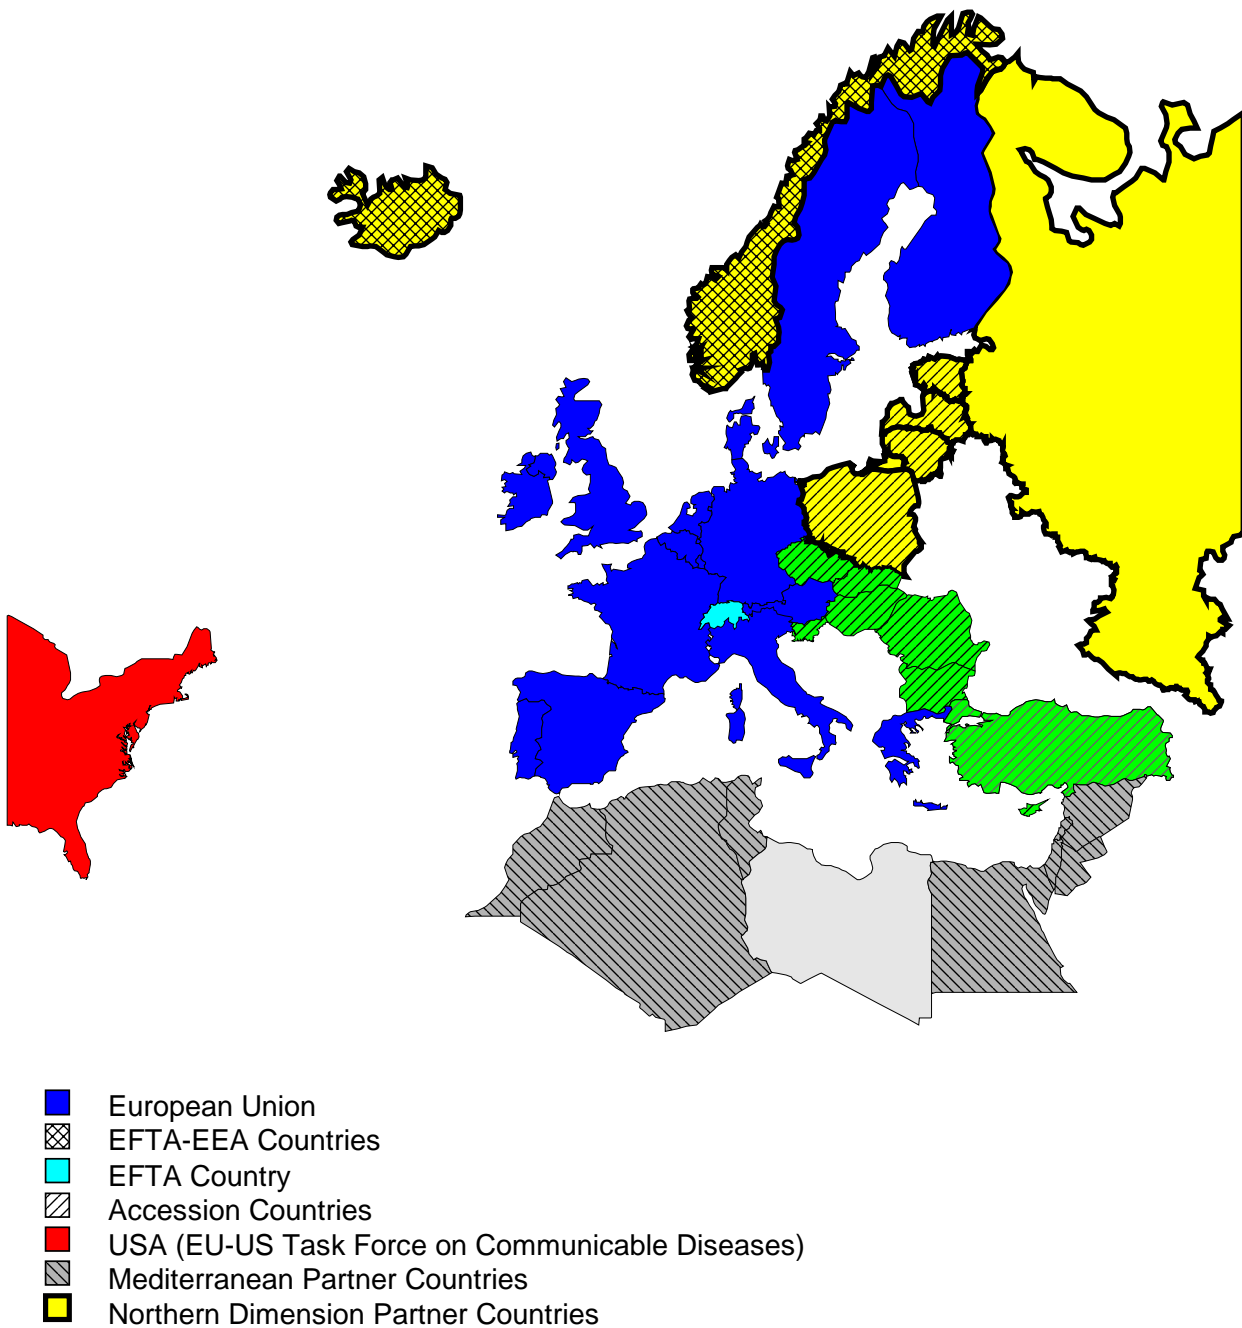 European Union
EFTA-EEA Countries
EFTA Country
Accession Countries
USA (EU-US Task Force on Communicable Diseases)
Mediterranean Partner Countries
Northern Dimension Partner Countries